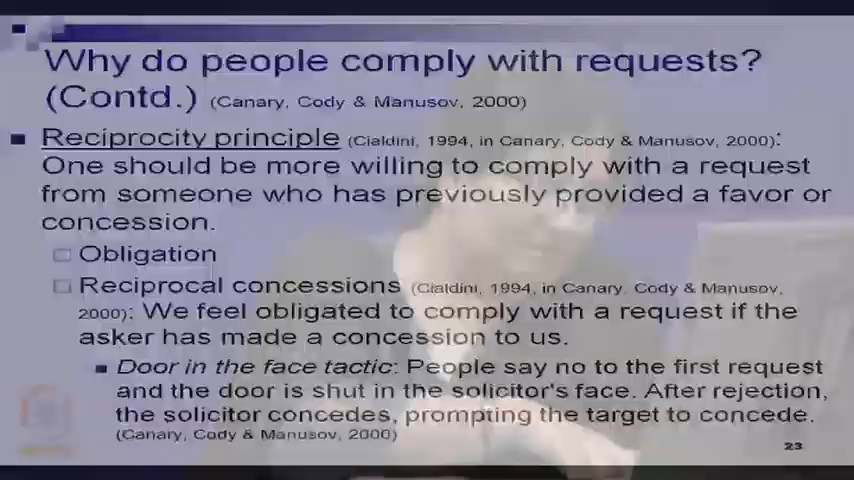 Why do people comply with requests?
(Contd.) (Canary, Cody & Manusov, 2000)
Reciprocity principle (Cialdini, 1994, in Canary, Cody & Manusov, 2000):
One should be more willing to comply with a request
from someone who has previously provided a favor or
concession.
Obligation
Reciprocal concessions (Cialdini, 1994, in Canary, Cody & Manusov,
2000): We feel obligated to comply with a request if the
asker has made a concession to us.
Door in the face tactic: People say no to the first request
and the door is shut in the solicitor's face. After rejection,
the solicitor concedes, prompting the target to concede.
(Canary, Cody & Manusov, 2000)
23